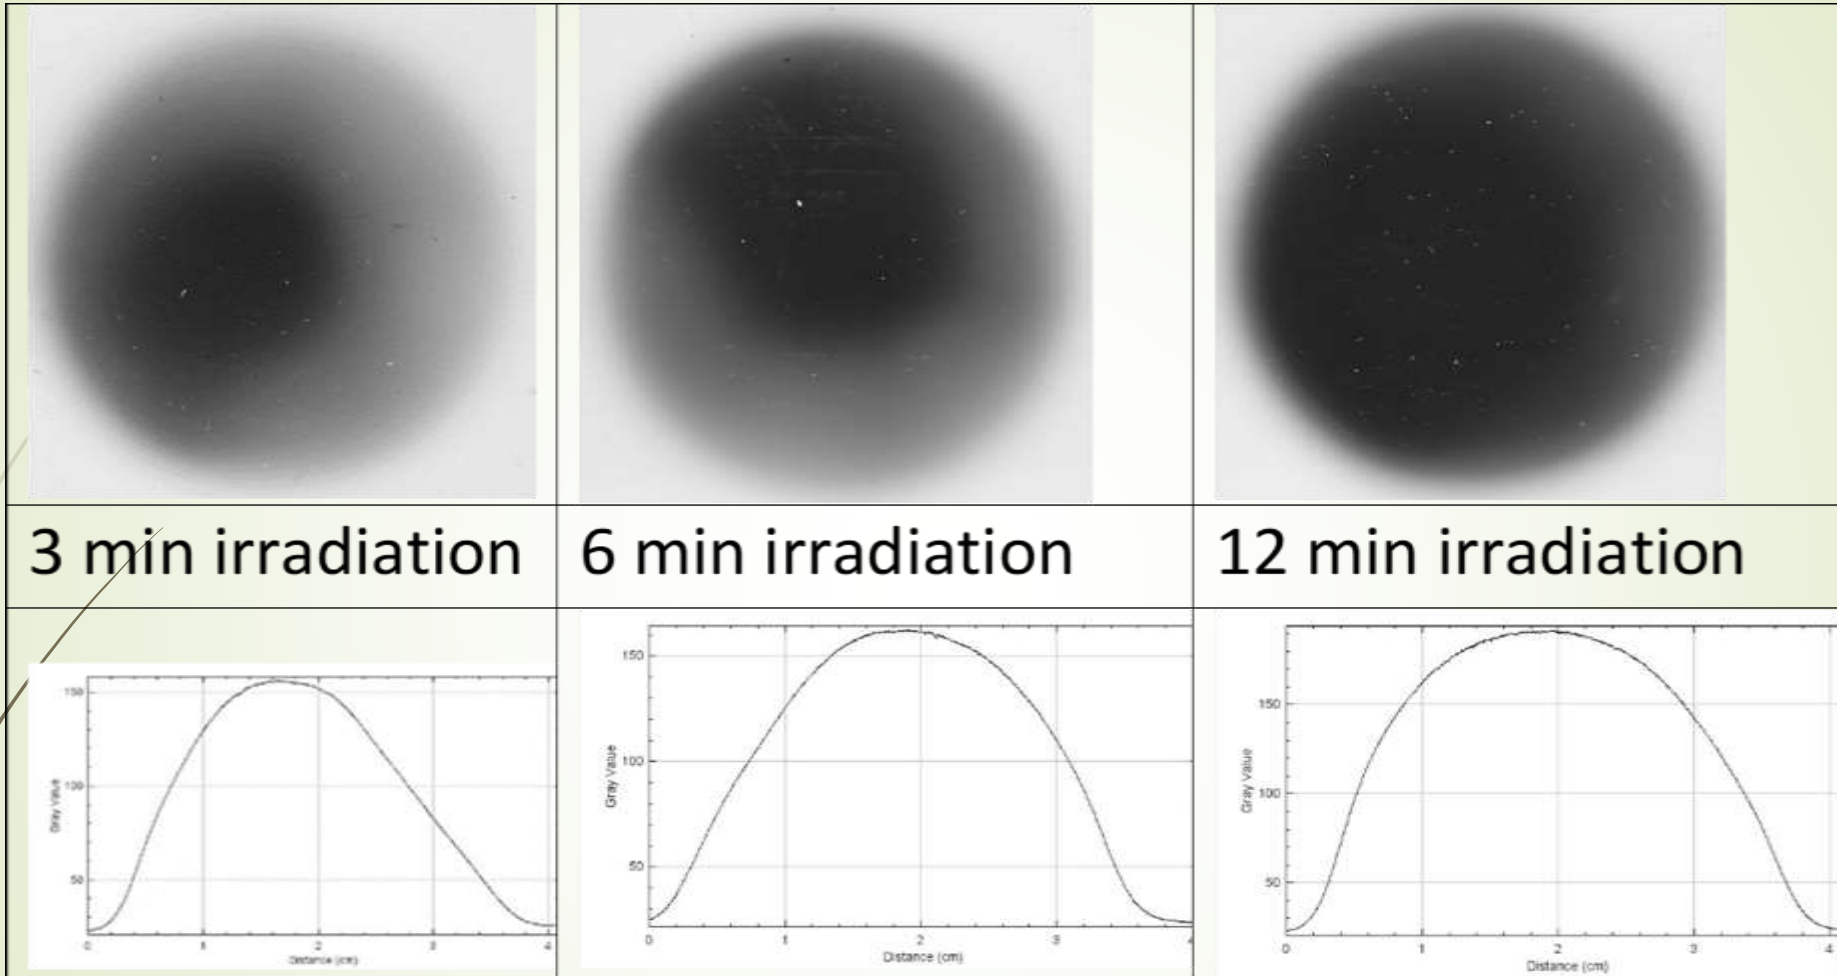 3 min irradiation
6 min irradiation
12 min irradiation
150
100
50
Gray Value
0 1 2 3 4
Distance (cm)
150
100
50
Gray Value
0 1 2 3 4
Distance (cm)
150
100
50
Gray Value
0 1 2 3 4
Distance (cm)